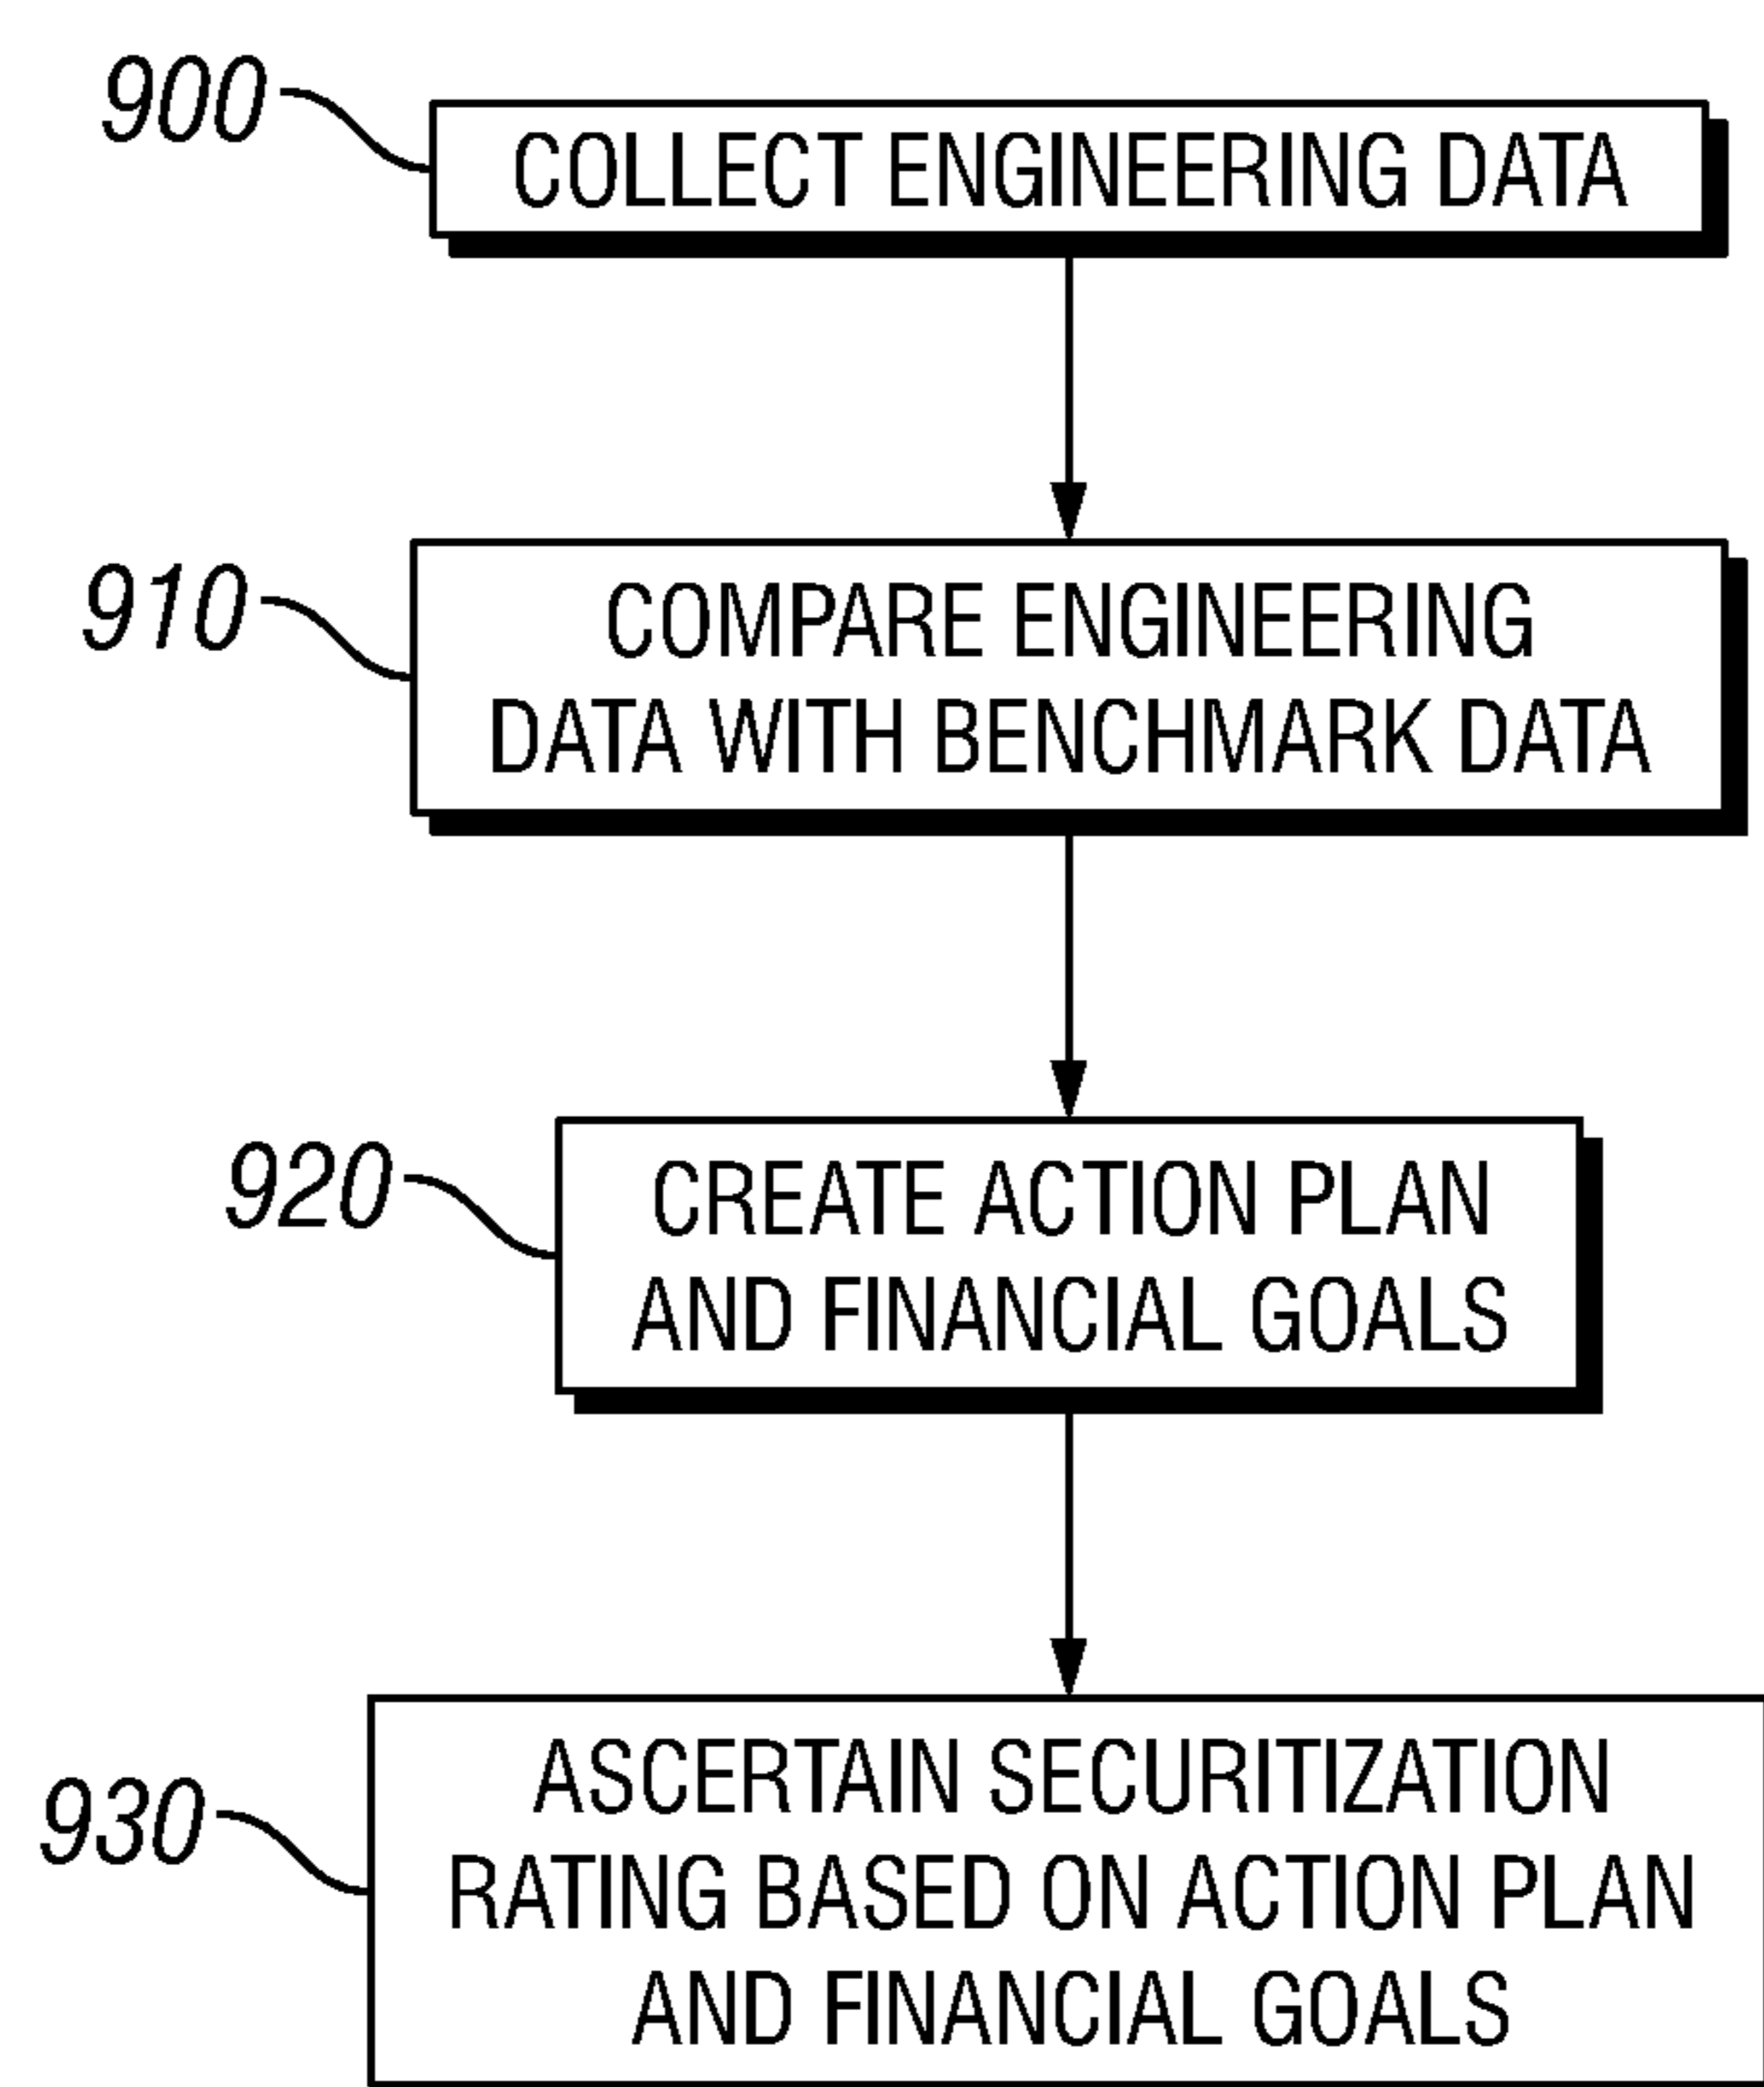 900
COLLECT ENGINEERING DATA
910
COMPARE ENGINEERING
DATA WITH BENCHMARK DATA
920
CREATE ACTION PLAN
AND FINANCIAL GOALS
930
ASCERTAIN SECURITIZATION
RATING BASED ON ACTION PLAN
AND FINANCIAL GOALS